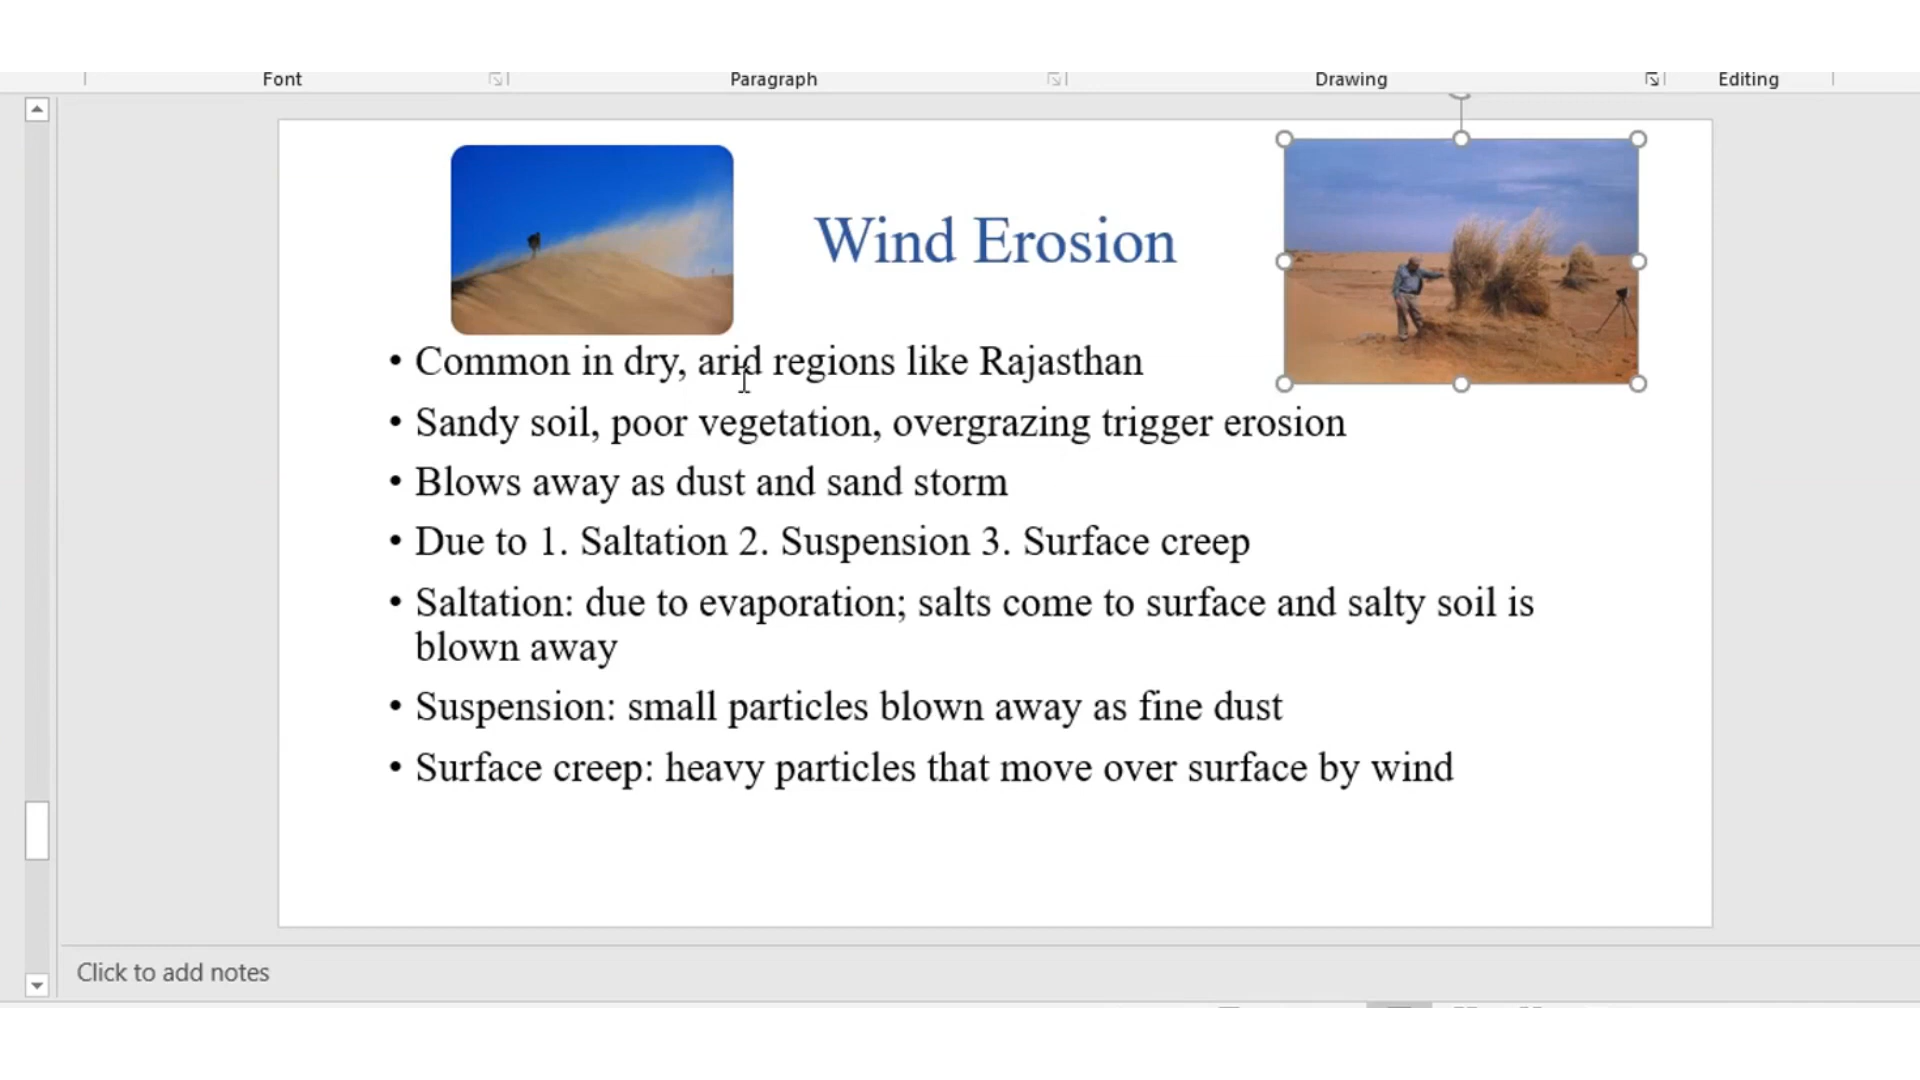 Font
Paragraph
Drawing
Editing
Wind Erosion
• Common in dry, arid regions like Rajasthan
• Sandy soil, poor vegetation, overgrazing trigger erosion
• Blows away as dust and sand storm
• Due to 1. Saltation 2. Suspension 3. Surface creep
• Saltation: due to evaporation; salts come to surface and salty soil is
blown away
• Suspension: small particles blown away as fine dust
• Surface creep: heavy particles that move over surface by wind
Click to add notes